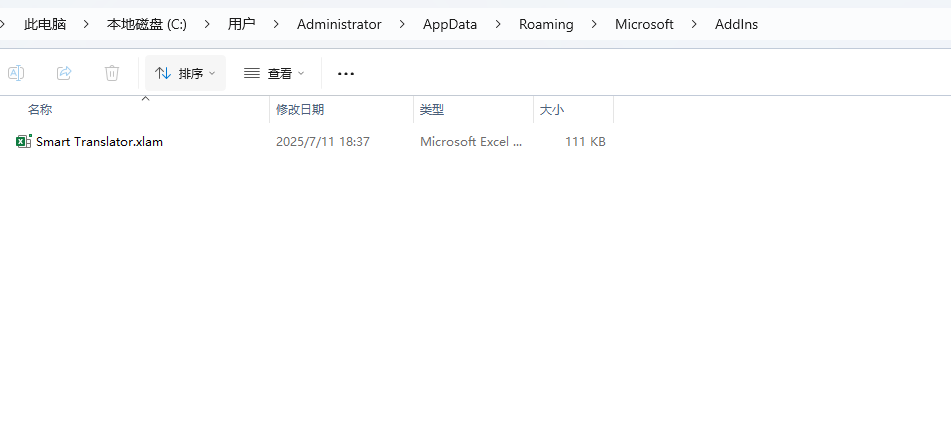 此电脑 > 本地磁盘 (C:) > 用户 > Administrator > AppData > Roaming > Microsoft > AddIns
排序 查看 ...
名称 修改日期 类型 大小
Smart Translator.xlam 2025/7/11 18:37 Microsoft Excel ... 111 KB